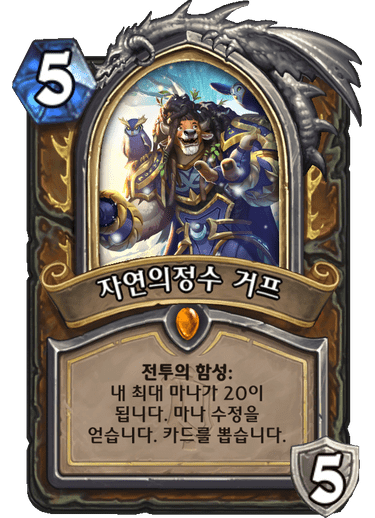 5
자연의정수 거프
전투의 함성:
내 최대 마나가 20이
됩니다. 마나 수정을
얻습니다. 카드를 뽑습니다.
5